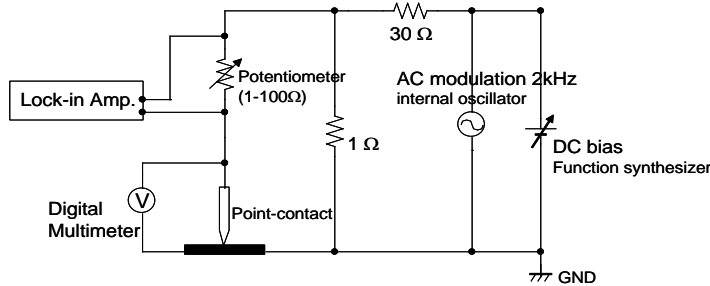 30 Ω
Potentiometer
(1-100Ω)
AC modulation 2kHz
internal oscillator
Lock-in Amp.
1 Ω
DC bias
Function synthesizer
V
Digital
Multimeter
Point-contact
GND